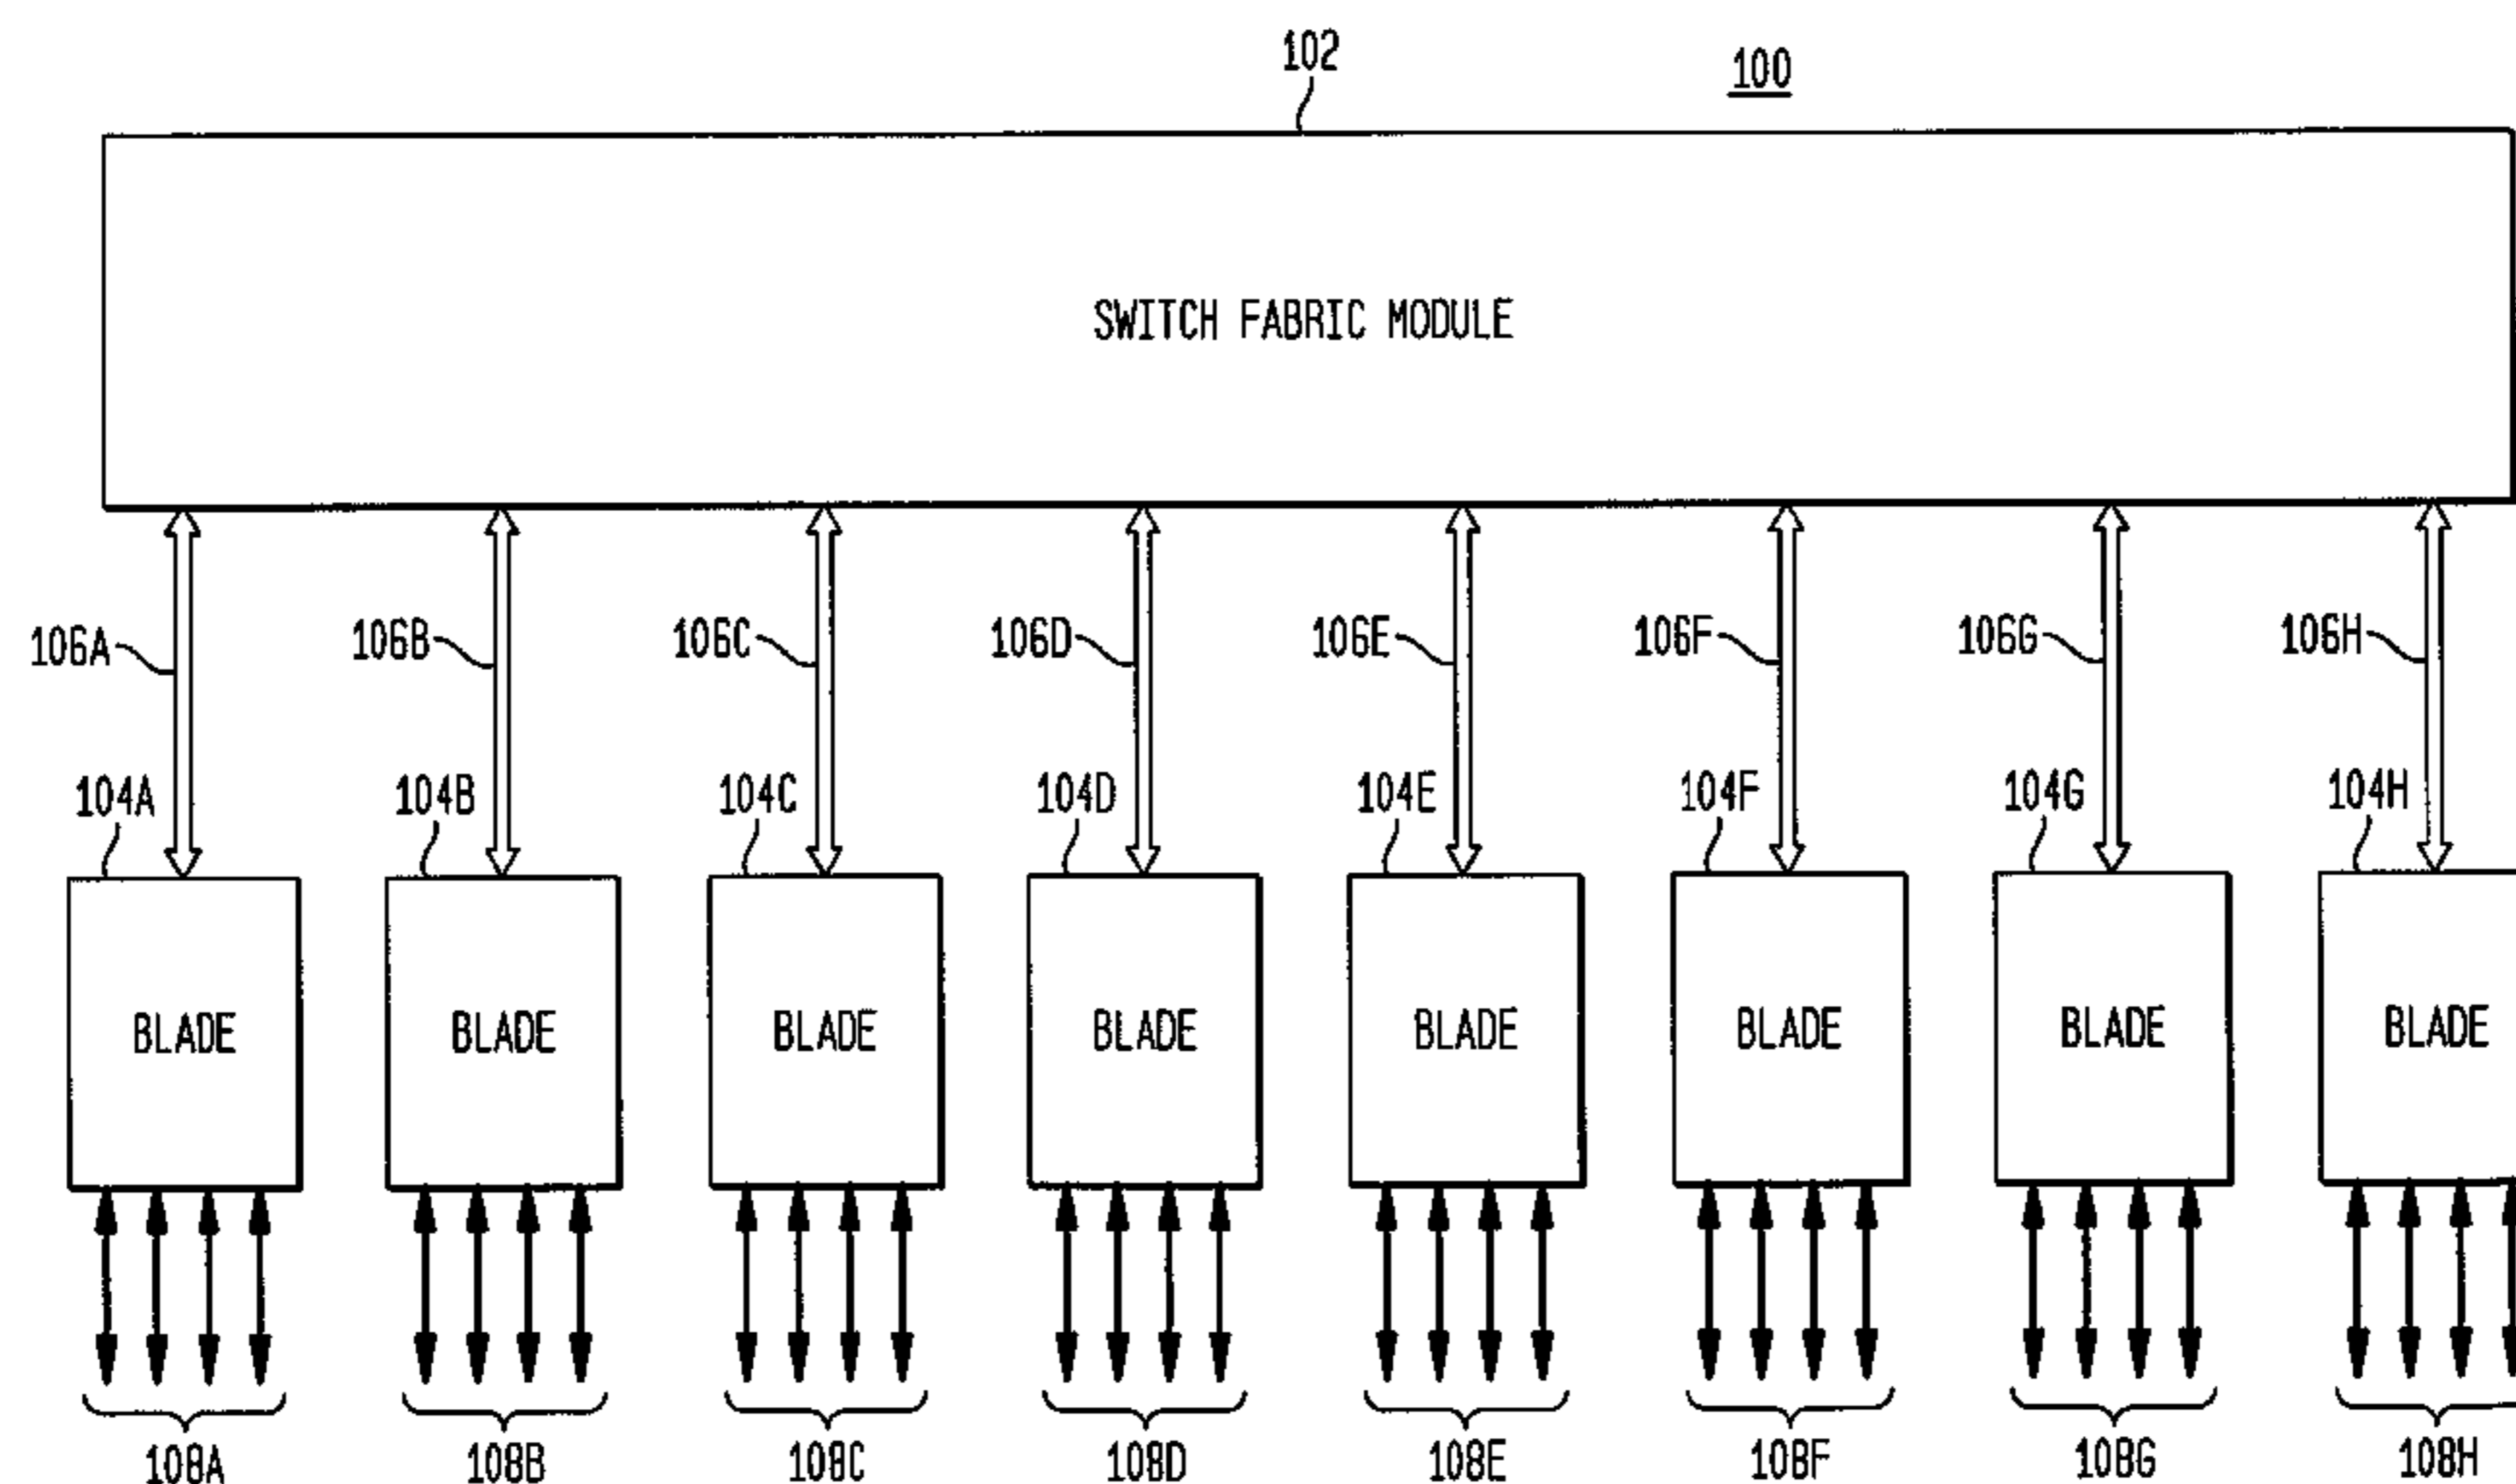 102
100
SWITCH FABRIC MODULE
106A 106B 106C 106D 106E 106F 106G 106H
104A 104B 104C 104D 104E 104F 104G 104H
BLADE BLADE BLADE BLADE BLADE BLADE BLADE BLADE
108A 108B 108C 108D 108E 108F 108G 108H